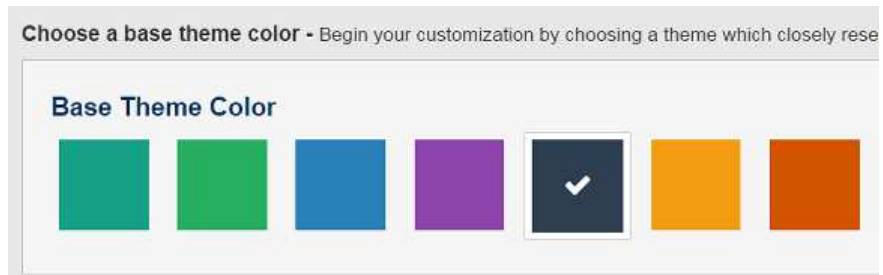 Choose a base theme color - Begin your customization by choosing a theme which closely rese
Base Theme Color